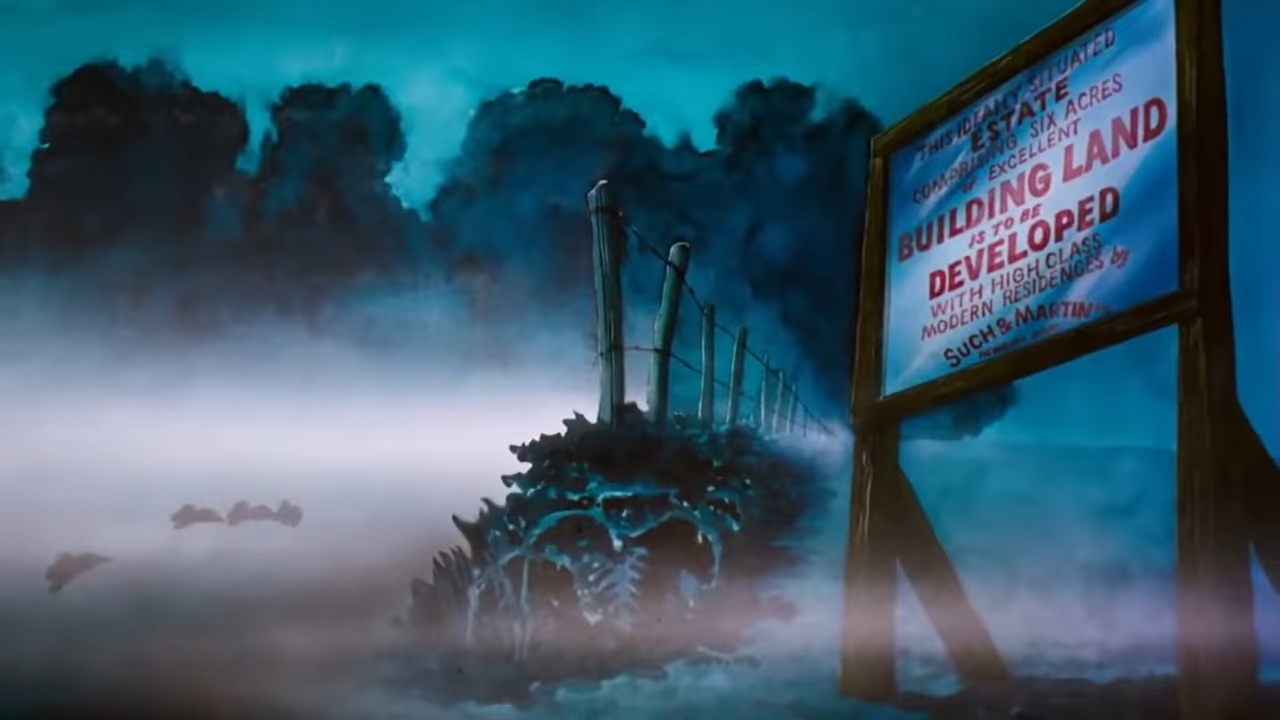 THIS IDEALLY SITUATED
ESTATE
COMPRISING SIX ACRES
OF EXCELLENT
BUILDING LAND
IS TO BE
DEVELOPED
WITH HIGH CLASS
MODERN RESIDENCES by
SUCH & MARTIN